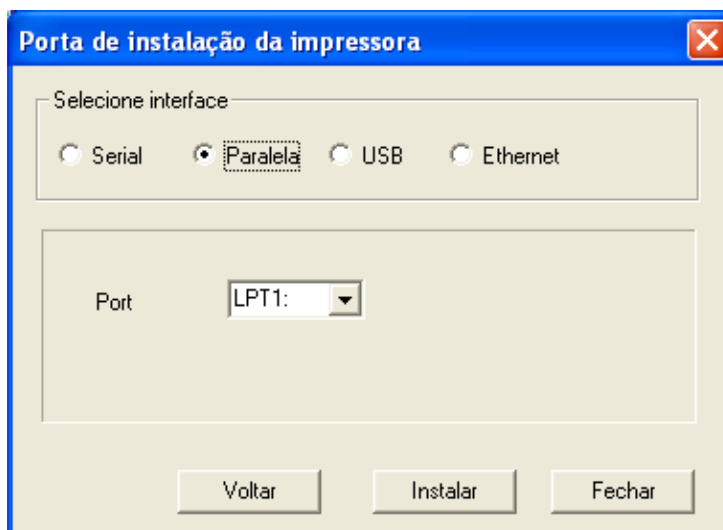 Porta de instalação da impressora
Selecione interface
Serial Paralela USB Ethernet
Port LPT1:
Voltar Instalar Fechar